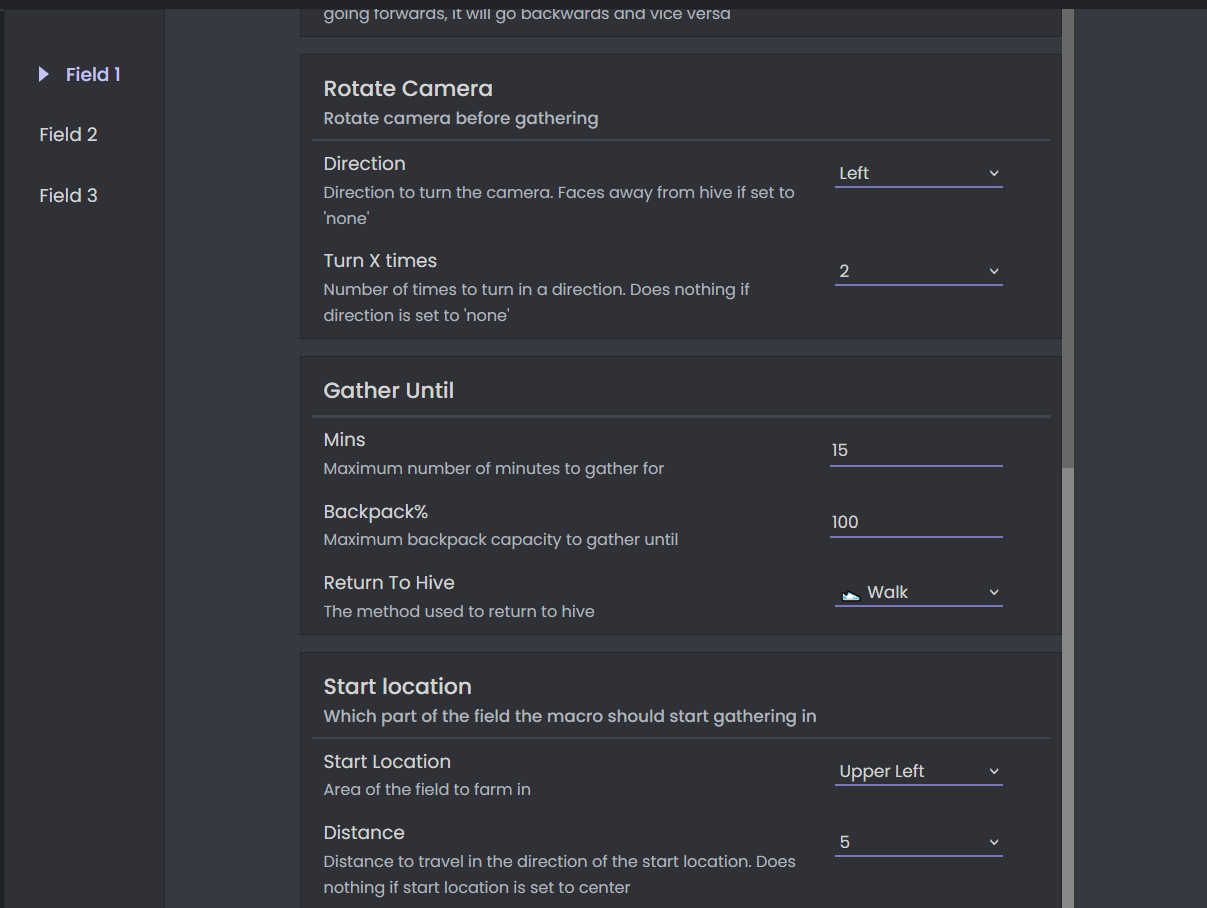 going forwards, it will go backwards and vice versa
Field 1
Field 2
Field 3
Rotate Camera
Rotate camera before gathering
Direction
Direction to turn the camera. Faces away from hive if set to
'none'
Left
Turn X times
Number of times to turn in a direction. Does nothing if
direction is set to 'none'
2
Gather Until
Mins
Maximum number of minutes to gather for
15
Backpack%
Maximum backpack capacity to gather until
100
Return To Hive
The method used to return to hive
Walk
Start location
Which part of the field the macro should start gathering in
Start Location
Area of the field to farm in
Upper Left
Distance
Distance to travel in the direction of the start location. Does
nothing if start location is set to center
5